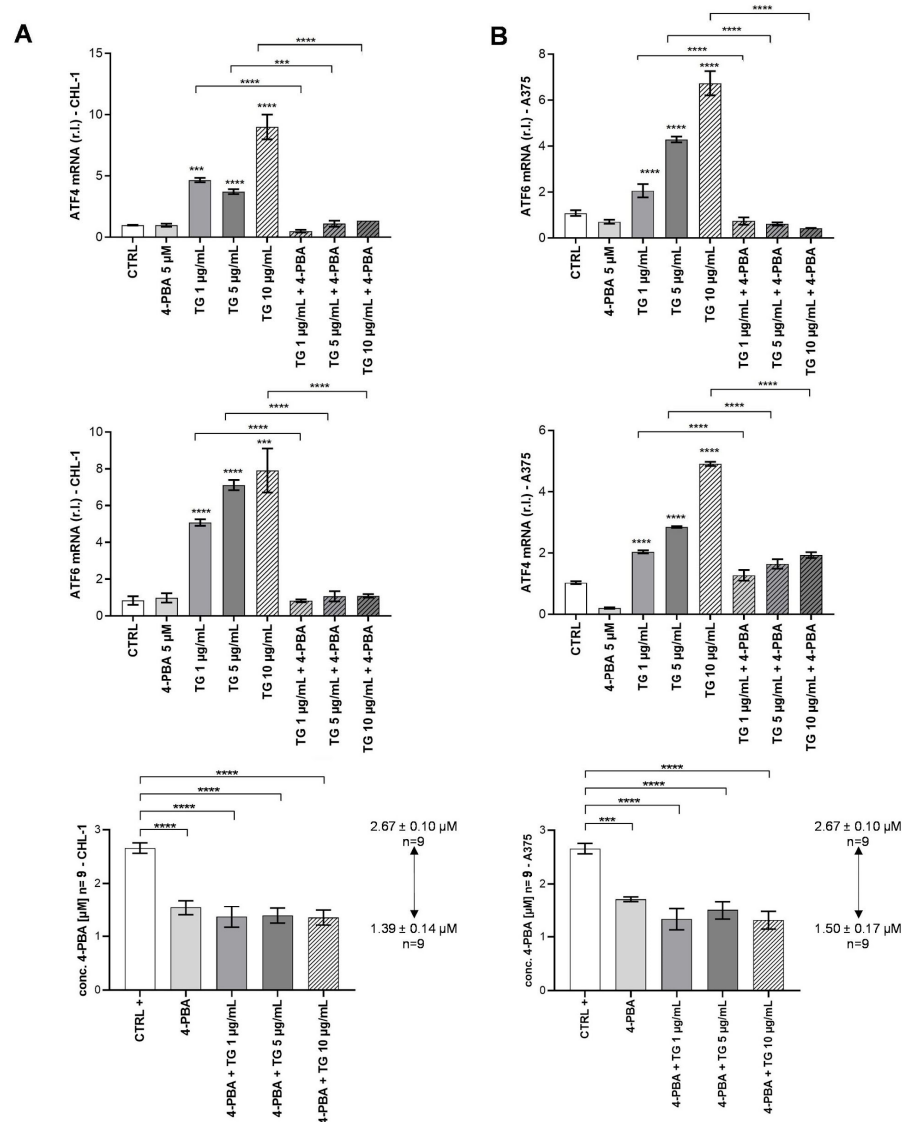 A
****
***
****
ATF4 mRNA (r.l.) - CHL-1
15
10
5
0
***
****
****
CTRL
4-PBA 5 µM
TG 1 µg/mL
TG 5 µg/mL
TG 10 µg/mL
TG 1 µg/mL + 4-PBA
TG 5 µg/mL + 4-PBA
TG 10 µg/mL + 4-PBA
B
****
****
****
ATF6 mRNA (r.l.) - A375
8
6
4
2
0
****
****
****
CTRL
4-PBA 5 µM
TG 1 µg/mL
TG 5 µg/mL
TG 10 µg/mL
TG 1 µg/mL + 4-PBA
TG 5 µg/mL + 4-PBA
TG 10 µg/mL + 4-PBA
****
****
****
ATF6 mRNA (r.l.) - CHL-1
10
8
6
4
2
0
****
****
***
CTRL
4-PBA 5 µM
TG 1 µg/mL
TG 5 µg/mL
TG 10 µg/mL
TG 1 µg/mL + 4-PBA
TG 5 µg/mL + 4-PBA
TG 10 µg/mL + 4-PBA
****
****
****
ATF4 mRNA (r.l.) - A375
6
4
2
0
****
****
****
CTRL
4-PBA 5 µM
TG 1 µg/mL
TG 5 µg/mL
TG 10 µg/mL
TG 1 µg/mL + 4-PBA
TG 5 µg/mL + 4-PBA
TG 10 µg/mL + 4-PBA
****
****
****
****
conc. 4-PBA [µM] n= 9 - CHL-1
3
2
1
0
CTRL +
4-PBA
4-PBA + TG 1 µg/mL
4-PBA + TG 5 µg/mL
4-PBA + TG 10 µg/mL
2.67 ± 0.10 µM
n=9
1.39 ± 0.14 µM
n=9
****
****
****
***
conc. 4-PBA [µM] n= 9 - A375
3
2
1
0
CTRL +
4-PBA
4-PBA + TG 1 µg/mL
4-PBA + TG 5 µg/mL
4-PBA + TG 10 µg/mL
2.67 ± 0.10 µM
n=9
1.50 ± 0.17 µM
n=9